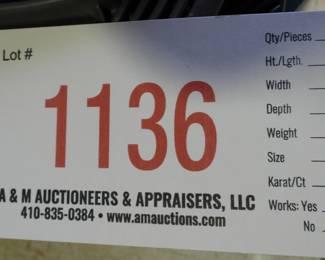 Lot #
1136
A & M AUCTIONEERS & APPRAISERS, LLC
410-835-0384 • www.amauctions.com
Qty/Pieces
Ht./Lgth.
Width
Depth
Weight
Size
Karat/Ct
Works: Yes
No